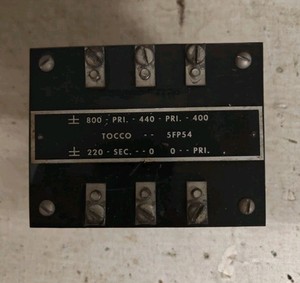 ± 800 - PRI. - 440 - PRI. - 400
TOCCO -- 5FP54
± 220 - SEC. - - 0 0 - - PRI.